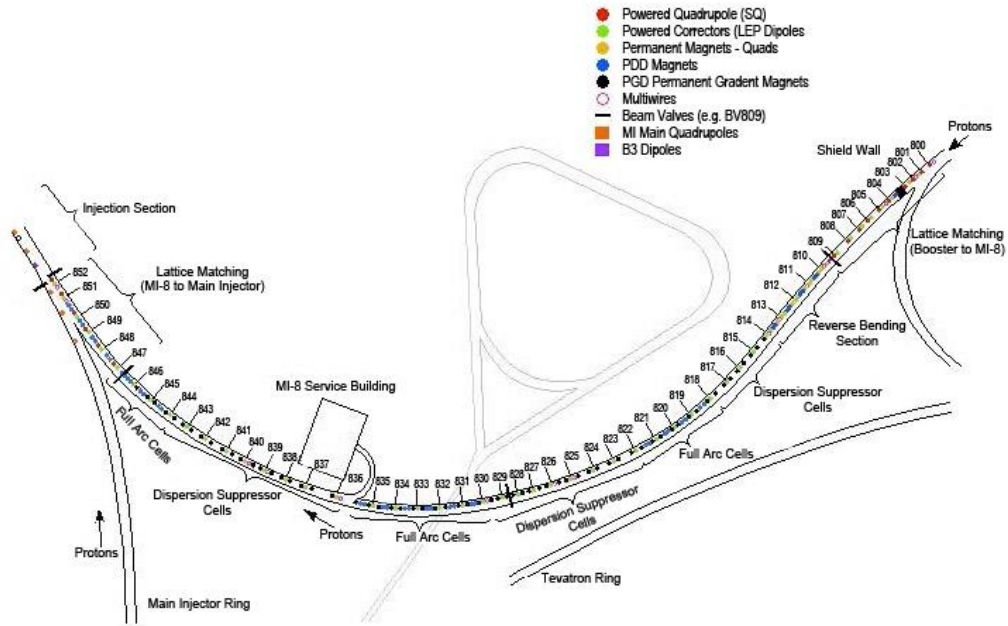 Powered Quadrupole (SQ)
Powered Correctors (LEP Dipoles
Permanent Magnets - Quads
PDD Magnets
PGD Permanent Gradent Magnets
Multiwires
Beam Valves (e.g. BV809)
MI Main Quadrupoles
B3 Dipoles
Protons
Shield Wall
800
801
802
803
804
805
806
807
808
809
810
811
812
813
814
815
816
817
818
819
820
821
822
823
824
825
826
827
828
829
830
831
832
833
834
835
836
837
838
839
840
841
842
843
844
845
846
847
848
849
850
851
852
Lattice Matching
(Booster to MI-8)
Reverse Bending
Section
Dispersion Suppressor
Cells
Full Arc Cells
Dispersion Suppressor
Cells
Tevatron Ring
Full Arc Cells
Protons
MI-8 Service Building
Dispersion Suppressor
Cells
Full Arc Cells
Lattice Matching
(MI-8 to Main Injector)
Injection Section
Protons
Main Injector Ring